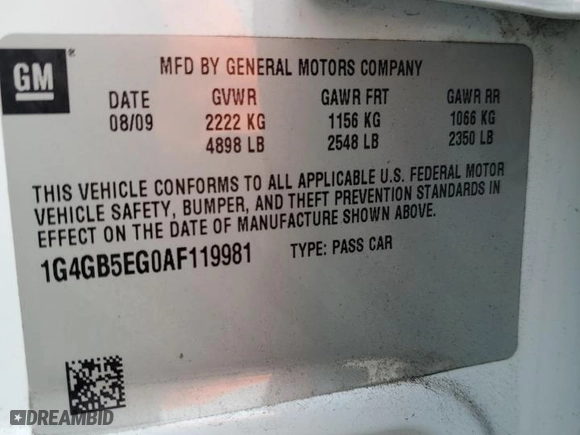 GM
®
MFD BY GENERAL MOTORS COMPANY
DATE GVWR GAWR FRT GAWR RR
08/09 2222 KG 1156 KG 1066 KG
4898 LB 2548 LB 2350 LB
THIS VEHICLE CONFORMS TO ALL APPLICABLE U.S. FEDERAL MOTOR
VEHICLE SAFETY, BUMPER, AND THEFT PREVENTION STANDARDS IN
EFFECT ON THE DATE OF MANUFACTURE SHOWN ABOVE.
1G4GB5EG0AF119981 TYPE: PASS CAR
DREAMBID